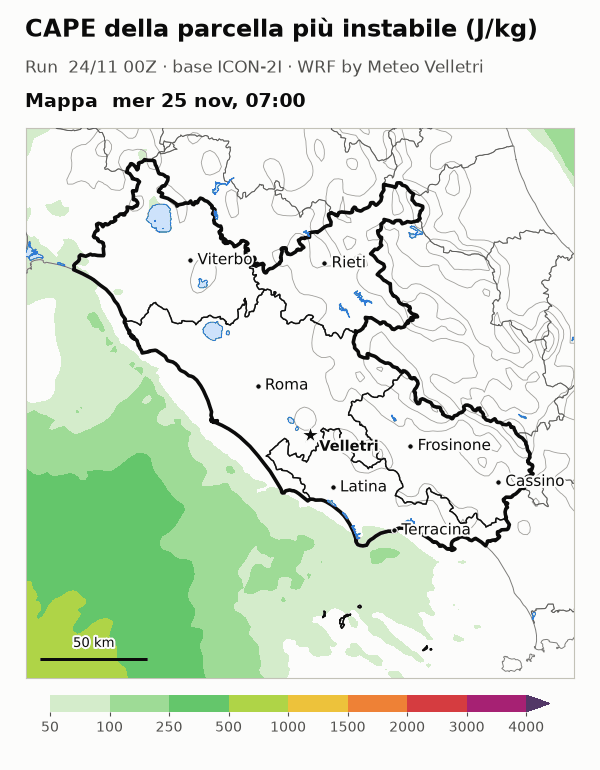 CAPE della parcella più instabile (J/kg)
Run  24/11 00Z · base ICON-2I · WRF by Meteo Velletri
Mappa  mer 25 nov, 07:00
Viterbo
Rieti
Roma
Velletri
Frosinone
Cassino
Latina
Terracina
50 km
50 100 250 500 1000 1500 2000 3000 4000